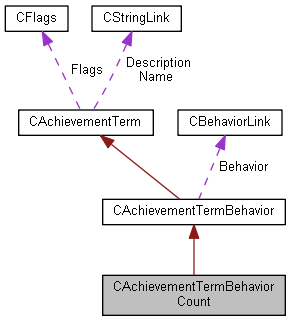 CFlags
CStringLink
Flags
Description
Name
CAchievementTerm
CBehaviorLink
Behavior
CAchievementTermBehavior
CAchievementTermBehavior
Count